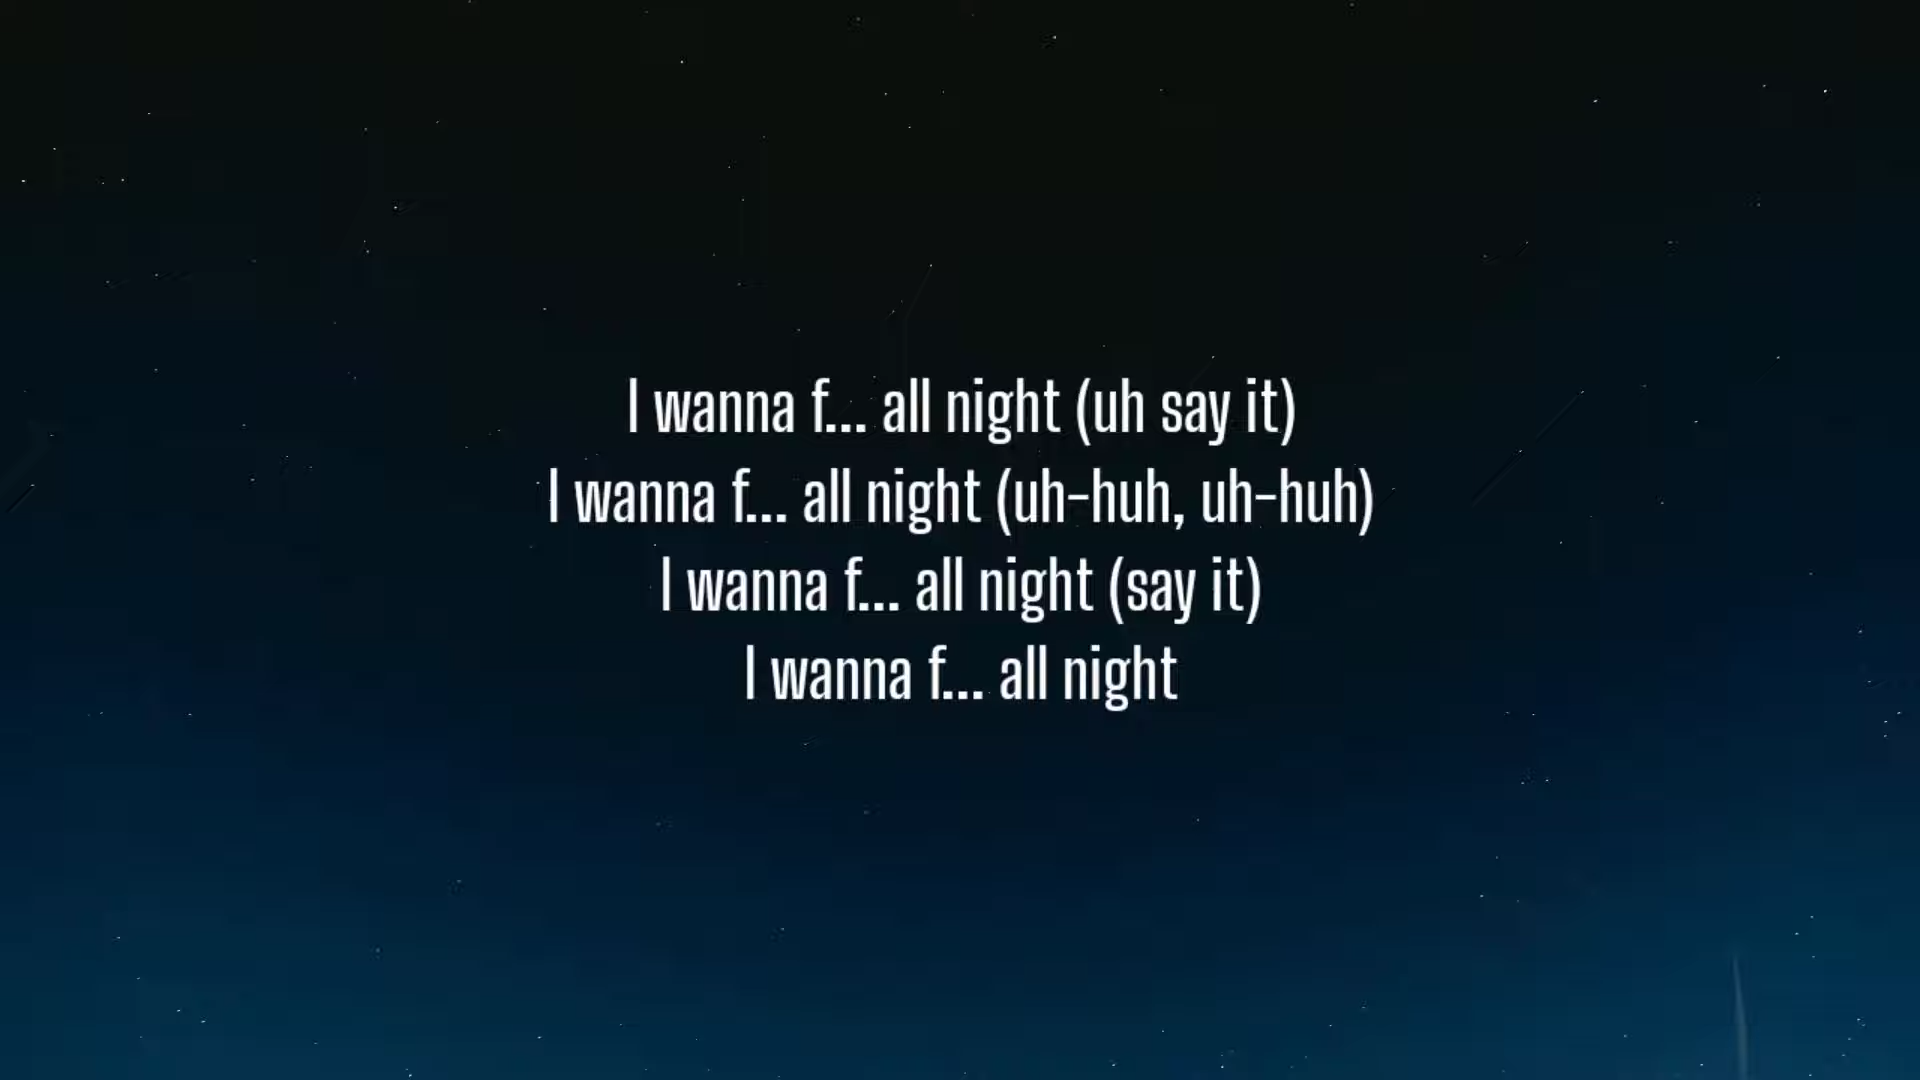 I wanna f... all night (uh say it)
I wanna f... all night (uh-huh, uh-huh)
I wanna f... all night (say it)
I wanna f... all night